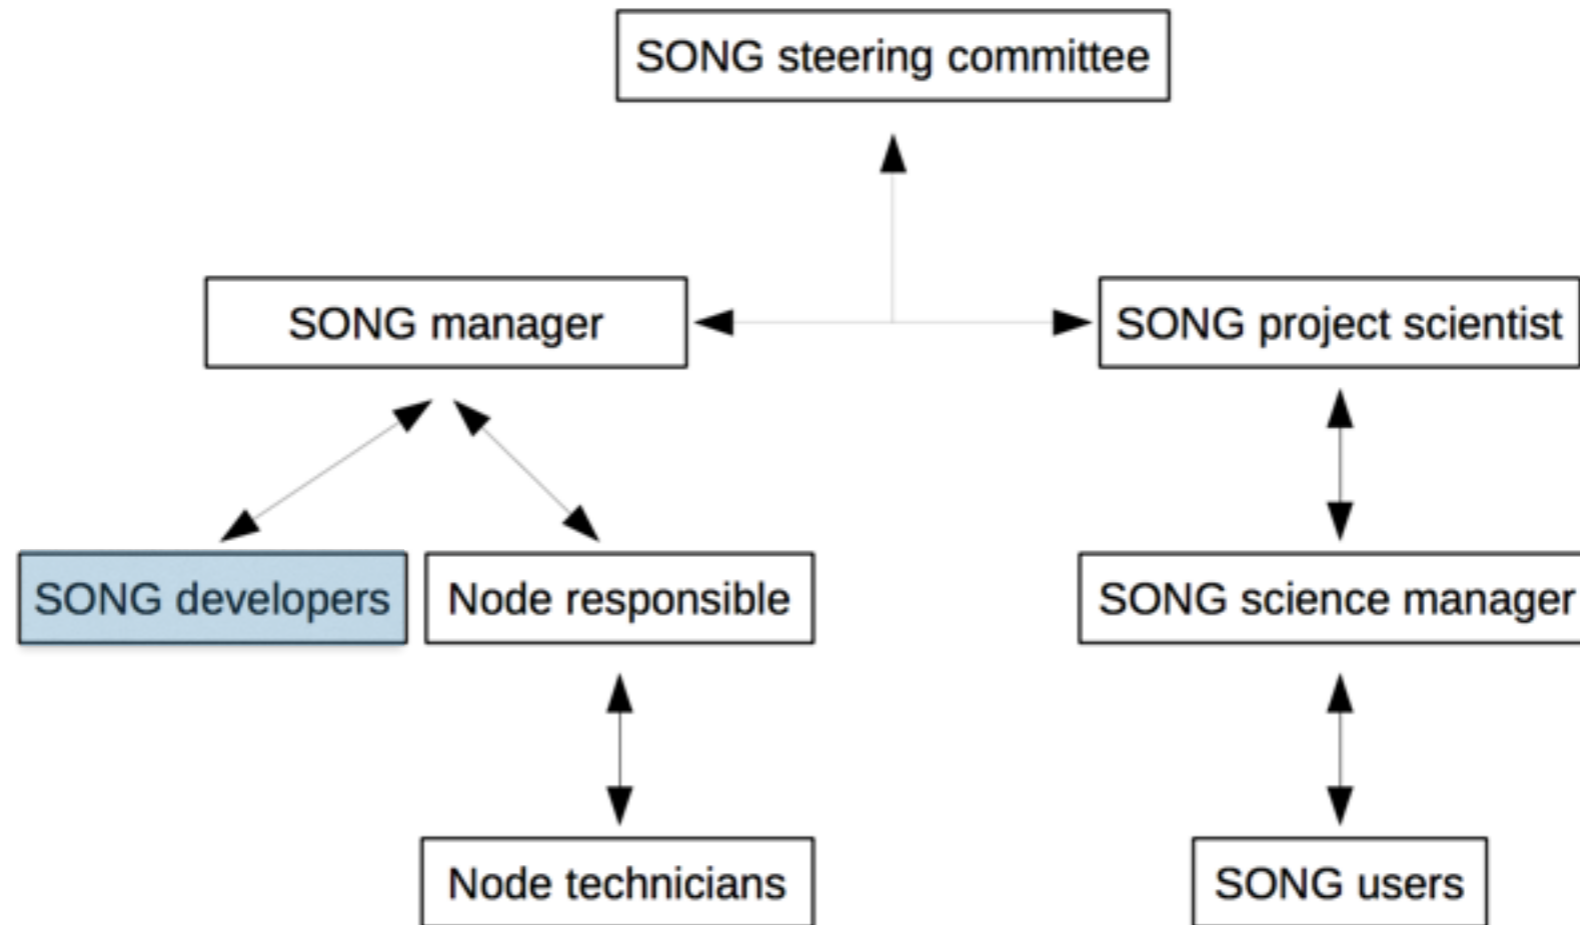 SONG steering committee
SONG manager
SONG project scientist
SONG developers
Node responsible
SONG science manager
Node technicians
SONG users